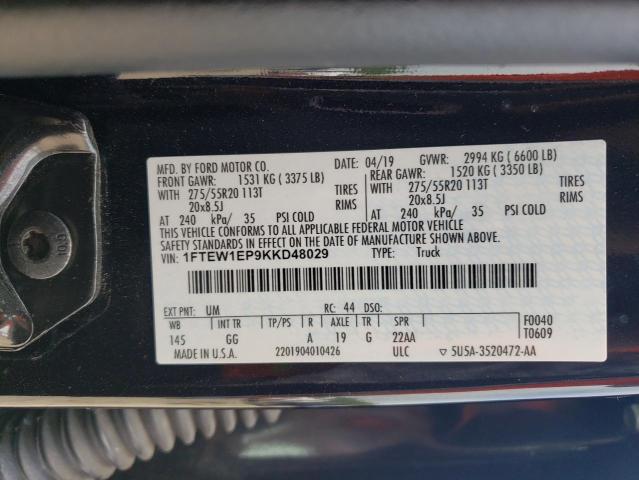 MFD. BY FORD MOTOR CO. DATE: 04/19 GVWR: 2994 KG ( 6600 LB)
FRONT GAWR: 1531 KG ( 3375 LB) REAR GAWR: 1520 KG ( 3350 LB)
WITH 275/55R20 113T TIRES WITH 275/55R20 113T TIRES
20x8.5J RIMS 20x8.5J RIMS
AT 240 kPa/ 35 PSI COLD AT 240 kPa/ 35 PSI COLD
THIS VEHICLE CONFORMS TO ALL APPLICABLE FEDERAL MOTOR VEHICLE
SAFETY, BUMPER, AND THEFT PREVENTION STANDARDS IN EFFECT ON THE DATE OF MANUFACTURE SHOWN ABOVE.
VIN: 1FTEW1EP9KKD48029 TYPE: Truck
EXT PNT: UM RC: 44 DSO: F0040
WB INT TR TP/PS R AXLE TR SPR T0609
145 GG A 19 G 22AA
MADE IN U.S.A. 2201904010426 ULC ▽ 5U5A-3520472-AA